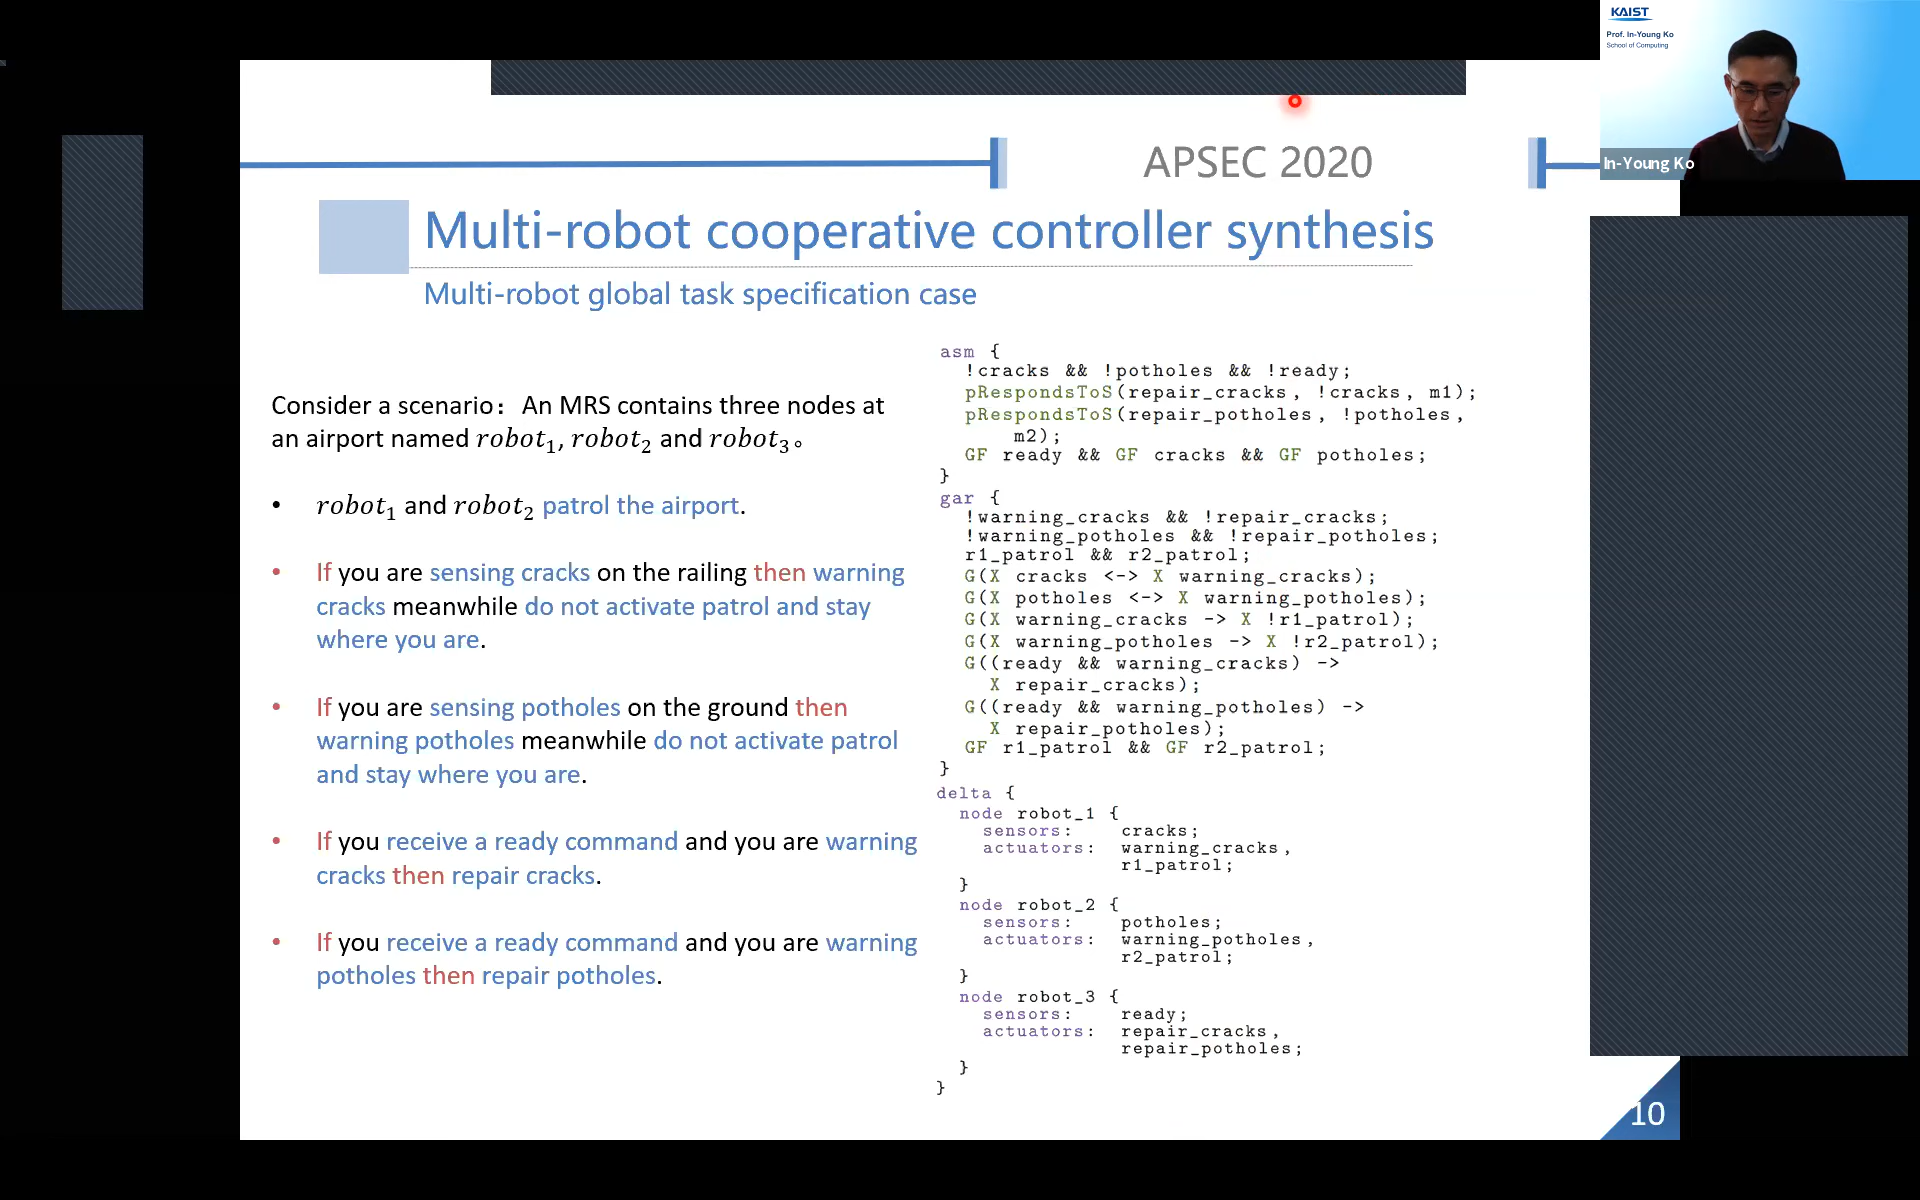 KAIST
Prof. In-Young Ko
School of Computing
In-Young Ko
APSEC 2020
Multi-robot cooperative controller synthesis
Multi-robot global task specification case
Consider a scenario：An MRS contains three nodes at
an airport named robot₁, robot₂ and robot₃。
• robot₁ and robot₂ patrol the airport.
• If you are sensing cracks on the railing then warning
cracks meanwhile do not activate patrol and stay
where you are.
• If you are sensing potholes on the ground then
warning potholes meanwhile do not activate patrol
and stay where you are.
• If you receive a ready command and you are warning
cracks then repair cracks.
• If you receive a ready command and you are warning
potholes then repair potholes.
asm {
!cracks && !potholes && !ready;
pRespondsToS(repair_cracks, !cracks, m1);
pRespondsToS(repair_potholes, !potholes,
m2);
GF ready && GF cracks && GF potholes;
}
gar {
!warning_cracks && !repair_cracks;
!warning_potholes && !repair_potholes;
r1_patrol && r2_patrol;
G(X cracks <-> X warning_cracks);
G(X potholes <-> X warning_potholes);
G(X warning_cracks -> X !r1_patrol);
G(X warning_potholes -> X !r2_patrol);
G((ready && warning_cracks) ->
X repair_cracks);
G((ready && warning_potholes) ->
X repair_potholes);
GF r1_patrol && GF r2_patrol;
}
delta {
node robot_1 {
sensors: cracks;
actuators: warning_cracks,
r1_patrol;
}
node robot_2 {
sensors: potholes;
actuators: warning_potholes,
r2_patrol;
}
node robot_3 {
sensors: ready;
actuators: repair_cracks,
repair_potholes;
}
}
10